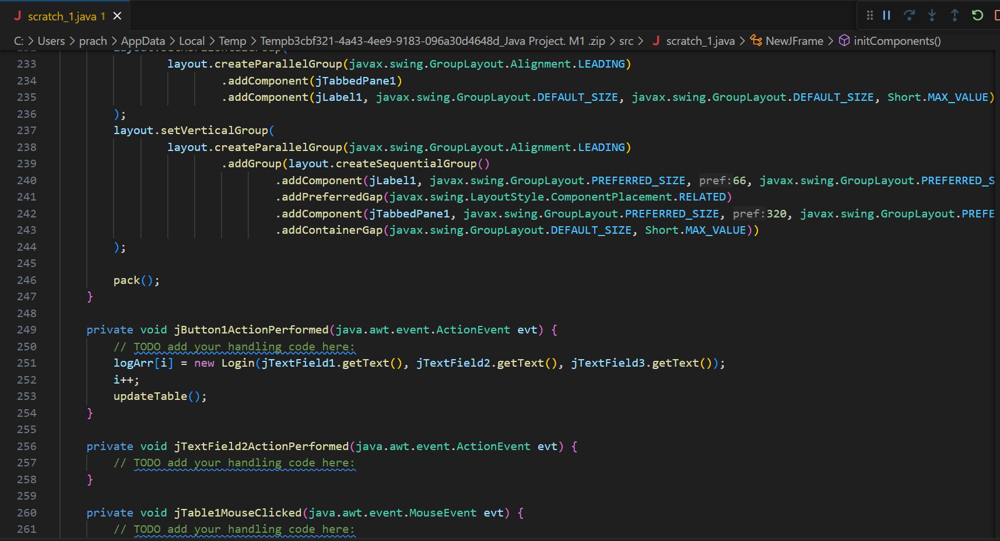 scratch_1.java 1
C: > Users > prach > AppData > Local > Temp > Tempb3cbf321-4a43-4ee9-9183-096a30d4648d_Java Project. M1 .zip > src > J scratch_1.java > NewJFrame > initComponents()
233 layout.createParallelGroup(javax.swing.GroupLayout.Alignment.LEADING)
234 .addComponent(jTabbedPane1)
235 .addComponent(jLabel1, javax.swing.GroupLayout.DEFAULT_SIZE, javax.swing.GroupLayout.DEFAULT_SIZE, Short.MAX_VALUE)
236 );
237 layout.setVerticalGroup(
238 layout.createParallelGroup(javax.swing.GroupLayout.Alignment.LEADING)
239 .addGroup(layout.createSequentialGroup()
240 .addComponent(jLabel1, javax.swing.GroupLayout.PREFERRED_SIZE, pref:66, javax.swing.GroupLayout.PREFERRED_S
241 .addPreferredGap(javax.swing.LayoutStyle.ComponentPlacement.RELATED)
242 .addComponent(jTabbedPane1, javax.swing.GroupLayout.PREFERRED_SIZE, pref:320, javax.swing.GroupLayout.PREFE
243 .addContainerGap(javax.swing.GroupLayout.DEFAULT_SIZE, Short.MAX_VALUE))
244 );
245
246 pack();
247 }
248
249 private void jButton1ActionPerformed(java.awt.event.ActionEvent evt) {
250 // TODO add your handling code here:
251 logArr[i] = new Login(jTextField1.getText(), jTextField2.getText(), jTextField3.getText());
252 i++;
253 updateTable();
254 }
255
256 private void jTextField2ActionPerformed(java.awt.event.ActionEvent evt) {
257 // TODO add your handling code here:
258 }
259
260 private void jTable1MouseClicked(java.awt.event.MouseEvent evt) {
261 // TODO add your handling code here: